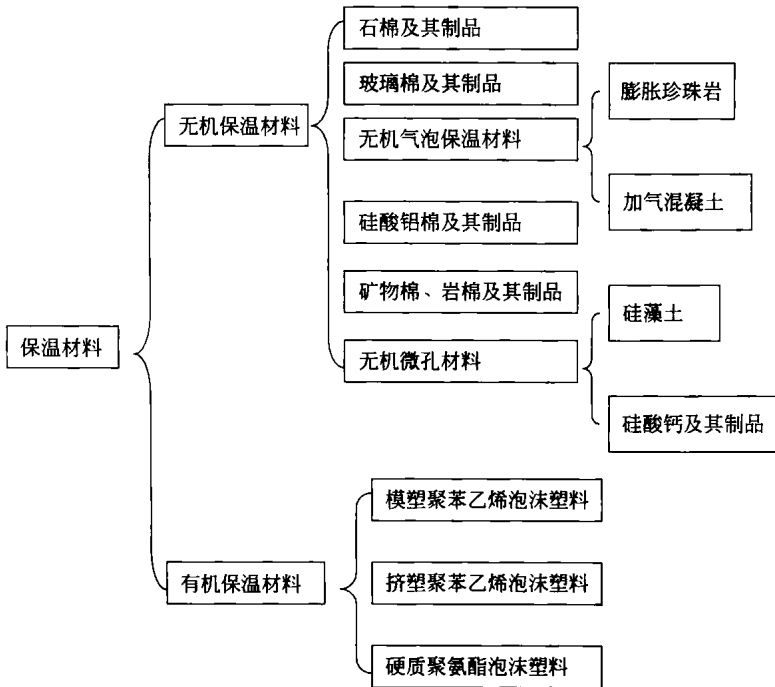 石棉及其制品
玻璃棉及其制品
膨胀珍珠岩
无机保温材料
无机气泡保温材料
加气混凝土
硅酸铝棉及其制品
矿物棉、岩棉及其制品
硅藻土
保温材料
无机微孔材料
硅酸钙及其制品
模塑聚苯乙烯泡沫塑料
有机保温材料
挤塑聚苯乙烯泡沫塑料
硬质聚氨酯泡沫塑料